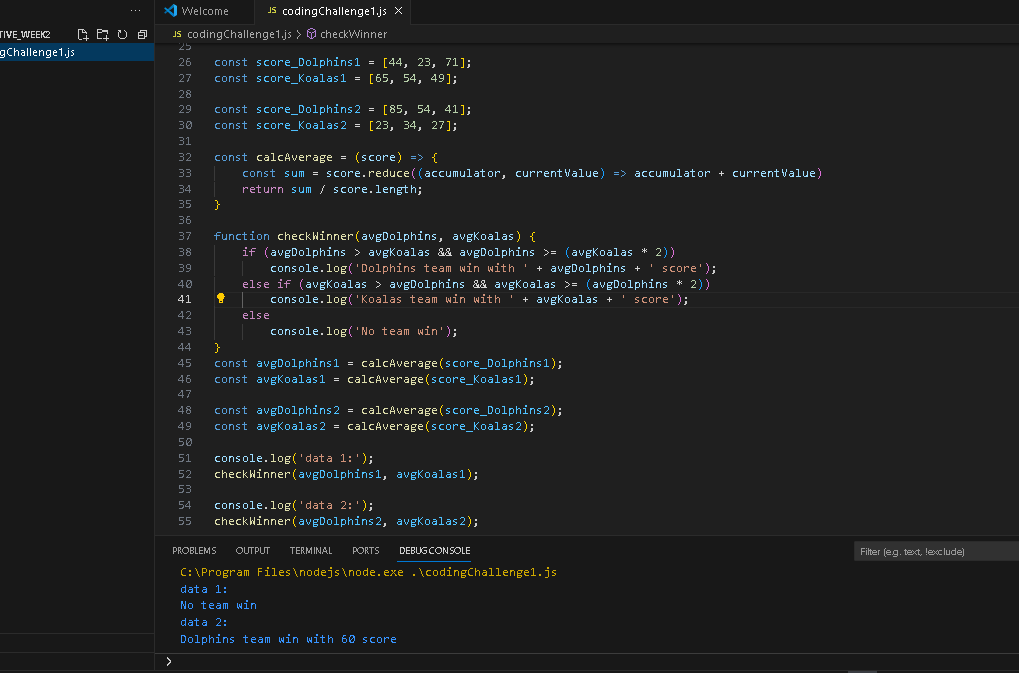 Welcome
JS codingChallenge1.js
TIVE_WEEK2
JS codingChallenge1.js > checkWinner
gChallenge1.js
25
26 const score_Dolphins1 = [44, 23, 71];
27 const score_Koalas1 = [65, 54, 49];
28
29 const score_Dolphins2 = [85, 54, 41];
30 const score_Koalas2 = [23, 34, 27];
31
32 const calcAverage = (score) => {
33 const sum = score.reduce((accumulator, currentValue) => accumulator + currentValue)
34 return sum / score.length;
35 }
36
37 function checkWinner(avgDolphins, avgKoalas) {
38 if (avgDolphins > avgKoalas && avgDolphins >= (avgKoalas * 2))
39 console.log('Dolphins team win with ' + avgDolphins + ' score');
40 else if (avgKoalas > avgDolphins && avgKoalas >= (avgDolphins * 2))
41 console.log('Koalas team win with ' + avgKoalas + ' score');
42 else
43 console.log('No team win');
44 }
45 const avgDolphins1 = calcAverage(score_Dolphins1);
46 const avgKoalas1 = calcAverage(score_Koalas1);
47
48 const avgDolphins2 = calcAverage(score_Dolphins2);
49 const avgKoalas2 = calcAverage(score_Koalas2);
50
51 console.log('data 1:');
52 checkWinner(avgDolphins1, avgKoalas1);
53
54 console.log('data 2:');
55 checkWinner(avgDolphins2, avgKoalas2);
PROBLEMS OUTPUT TERMINAL PORTS DEBUG CONSOLE Filter (e.g. text, !exclude)
C:\Program Files\nodejs\node.exe .\codingChallenge1.js
data 1:
No team win
data 2:
Dolphins team win with 60 score
>